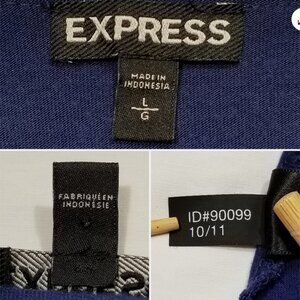 EXPRESS
MADE IN
INDONESIA
L
G
FABRIQUÉ EN
INDONÉSIE
ID#90099
10/11